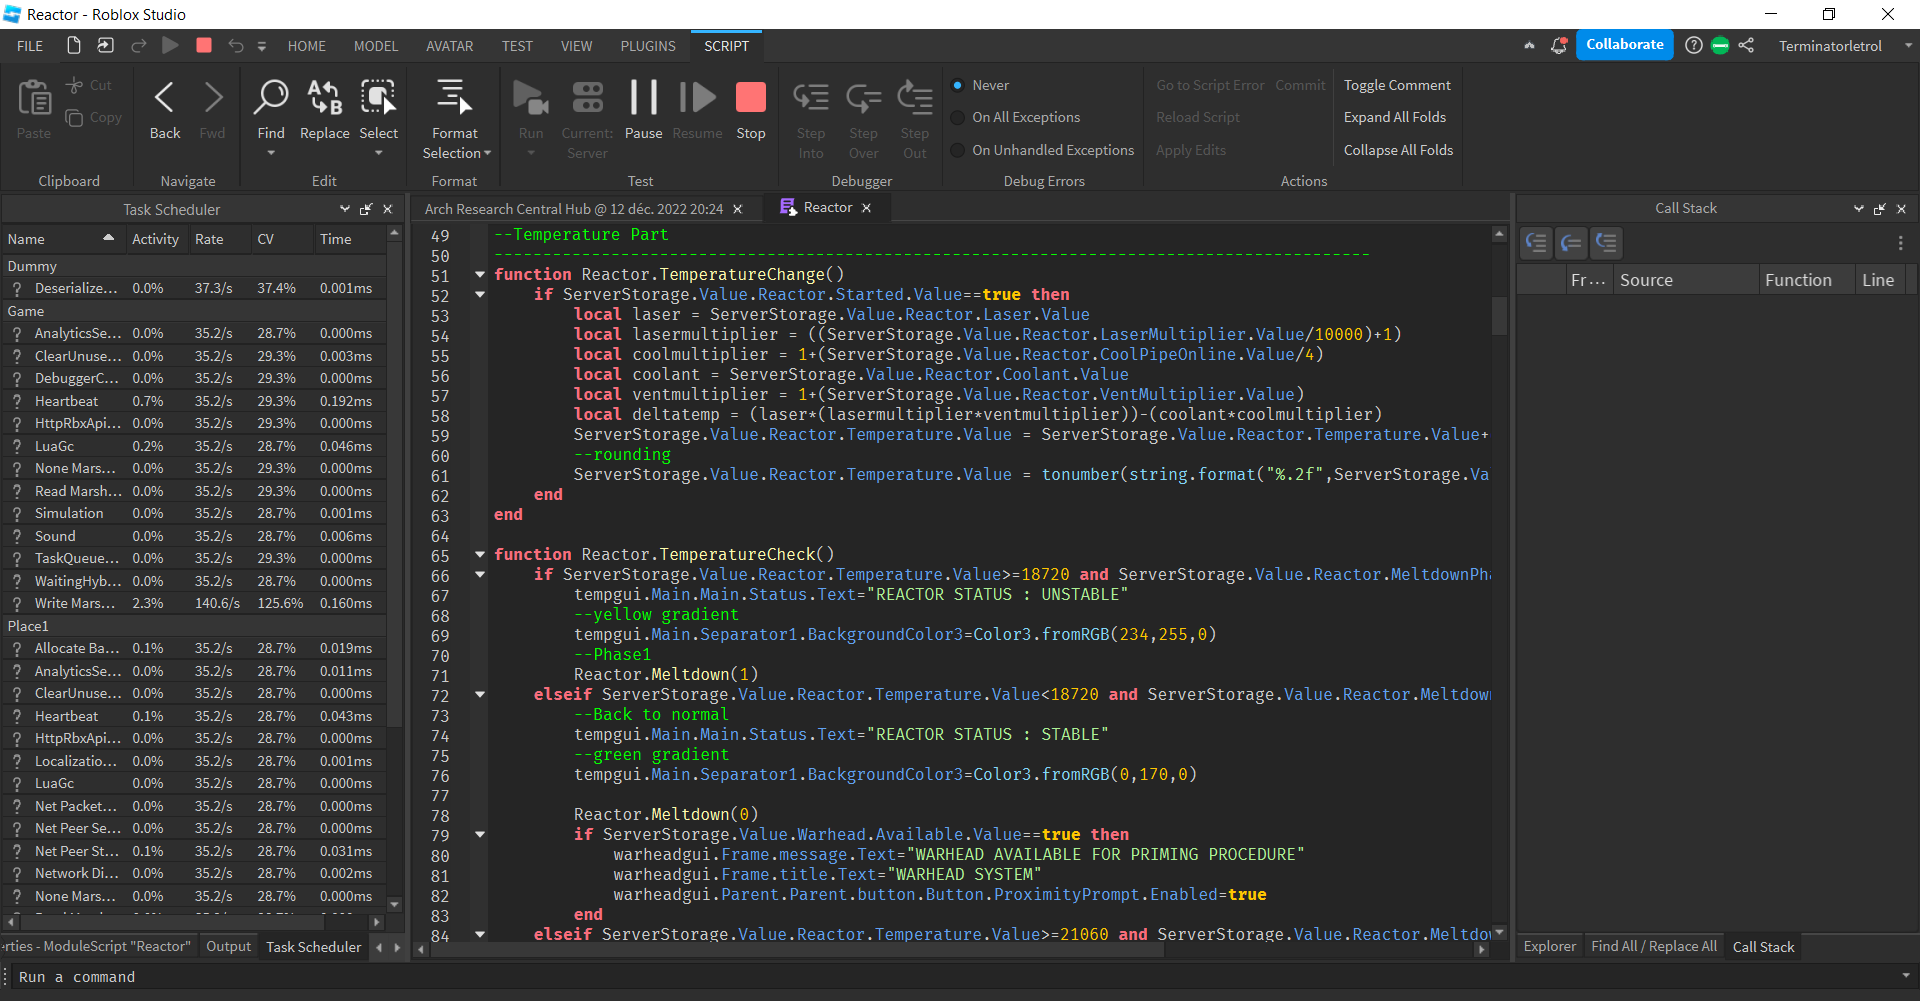 Reactor - Roblox Studio
FILE HOME MODEL AVATAR TEST VIEW PLUGINS SCRIPT Collaborate Terminatorletrol
Paste
Cut
Copy
Clipboard
Back Fwd
Navigate
Find Replace Select
Edit
Format
Selection
Format
Run Current: Server Pause Resume Stop
Test
Step Into Step Over Step Out
Debugger
Never
On All Exceptions
On Unhandled Exceptions
Debug Errors
Go to Script Error Commit
Reload Script
Apply Edits
Toggle Comment
Expand All Folds
Collapse All Folds
Actions
Task Scheduler
Name Activity Rate CV Time
Dummy
Deserialize... 0.0% 37.3/s 37.4% 0.001ms
Game
AnalyticsSe... 0.0% 35.2/s 28.7% 0.000ms
ClearUnuse... 0.0% 35.2/s 29.3% 0.003ms
DebuggerC... 0.0% 35.2/s 29.3% 0.000ms
Heartbeat 0.7% 35.2/s 29.3% 0.192ms
HttpRbxApi... 0.0% 35.2/s 29.3% 0.000ms
LuaGc 0.2% 35.2/s 28.7% 0.046ms
None Mars... 0.0% 35.2/s 29.3% 0.000ms
Read Marsh... 0.0% 35.2/s 29.3% 0.000ms
Simulation 0.0% 35.2/s 28.7% 0.001ms
Sound 0.0% 35.2/s 28.7% 0.006ms
TaskQueue... 0.0% 35.2/s 29.3% 0.000ms
WaitingHyb... 0.0% 35.2/s 28.7% 0.000ms
Write Mars... 2.3% 140.6/s 125.6% 0.160ms
Place1
Allocate Ba... 0.1% 35.2/s 28.7% 0.019ms
AnalyticsSe... 0.0% 35.2/s 28.7% 0.011ms
ClearUnuse... 0.0% 35.2/s 28.7% 0.000ms
Heartbeat 0.1% 35.2/s 28.7% 0.043ms
HttpRbxApi... 0.0% 35.2/s 28.7% 0.000ms
Localizatio... 0.0% 35.2/s 28.7% 0.001ms
LuaGc 0.0% 35.2/s 28.7% 0.000ms
Net Packet... 0.0% 35.2/s 28.7% 0.000ms
Net Peer Se... 0.0% 35.2/s 28.7% 0.000ms
Net Peer St... 0.1% 35.2/s 28.7% 0.031ms
Network Di... 0.0% 35.2/s 28.7% 0.002ms
None Mars... 0.0% 35.2/s 28.7% 0.000ms
erties - ModuleScript "Reactor" Output Task Scheduler
Arch Research Central Hub @ 12 déc. 2022 20:24 Reactor
49 --Temperature Part
50 ------------------------------------------------------------------------------------------
51 function Reactor.TemperatureChange()
52 if ServerStorage.Value.Reactor.Started.Value==true then
53 local laser = ServerStorage.Value.Reactor.Laser.Value
54 local lasermultiplier = ((ServerStorage.Value.Reactor.LaserMultiplier.Value/10000)+1)
55 local coolmultiplier = 1+(ServerStorage.Value.Reactor.CoolPipeOnline.Value/4)
56 local coolant = ServerStorage.Value.Reactor.Coolant.Value
57 local ventmultiplier = 1+(ServerStorage.Value.Reactor.VentMultiplier.Value)
58 local deltatemp = (laser*(lasermultiplier*ventmultiplier))-(coolant*coolmultiplier)
59 ServerStorage.Value.Reactor.Temperature.Value = ServerStorage.Value.Reactor.Temperature.Value+
60 --rounding
61 ServerStorage.Value.Reactor.Temperature.Value = tonumber(string.format("%.2f",ServerStorage.Va
62 end
63 end
64
65 function Reactor.TemperatureCheck()
66 if ServerStorage.Value.Reactor.Temperature.Value>=18720 and ServerStorage.Value.Reactor.MeltdownPha
67 tempgui.Main.Main.Status.Text="REACTOR STATUS : UNSTABLE"
68 --yellow gradient
69 tempgui.Main.Separator1.BackgroundColor3=Color3.fromRGB(234,255,0)
70 --Phase1
71 Reactor.Meltdown(1)
72 elseif ServerStorage.Value.Reactor.Temperature.Value<18720 and ServerStorage.Value.Reactor.Meltdown
73 --Back to normal
74 tempgui.Main.Main.Status.Text="REACTOR STATUS : STABLE"
75 --green gradient
76 tempgui.Main.Separator1.BackgroundColor3=Color3.fromRGB(0,170,0)
77
78 Reactor.Meltdown(0)
79 if ServerStorage.Value.Warhead.Available.Value==true then
80 warheadgui.Frame.message.Text="WARHEAD AVAILABLE FOR PRIMING PROCEDURE"
81 warheadgui.Frame.title.Text="WARHEAD SYSTEM"
82 warheadgui.Parent.Parent.button.Button.ProximityPrompt.Enabled=true
83 end
84 elseif ServerStorage.Value.Reactor.Temperature.Value>=21060 and ServerStorage.Value.Reactor.Meltdo
Call Stack
Fr... Source Function Line
Explorer Find All / Replace All Call Stack
Run a command